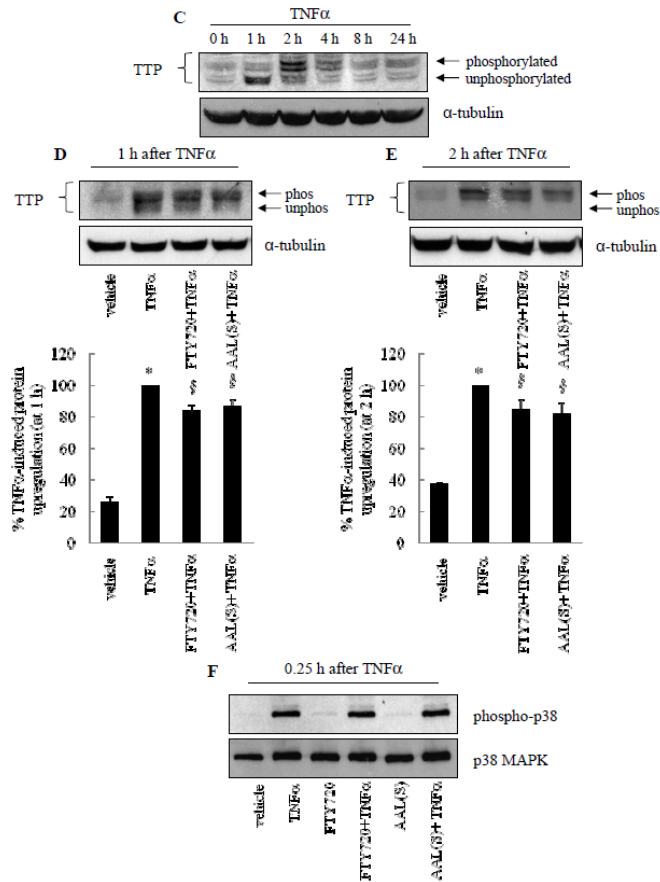 C
TNFα
0 h 1 h 2 h 4 h 8 h 24 h
TTP
phosphorylated
unphosphorylated
α-tubulin
D
1 h after TNFα
TTP
phos
unphos
α-tubulin
vehicle
TNFα
FTY720+TNFα
AAL(S)+TNFα
% TNFα-induced protein
upregulation (at 1 h)
120
100
80
60
40
20
0
*
§
§
vehicle
TNFα
FTY720+TNFα
AAL(S)+TNFα
E
2 h after TNFα
TTP
phos
unphos
α-tubulin
vehicle
TNFα
FTY720+TNFα
AAL(S)+TNFα
% TNFα-induced protein
upregulation (at 2 h)
120
100
80
60
40
20
0
*
§
§
vehicle
TNFα
FTY720+TNFα
AAL(S)+TNFα
F
0.25 h after TNFα
phospho-p38
p38 MAPK
vehicle
TNFα
FTY720
FTY720+TNFα
AAL(S)
AAL(S)+TNFα